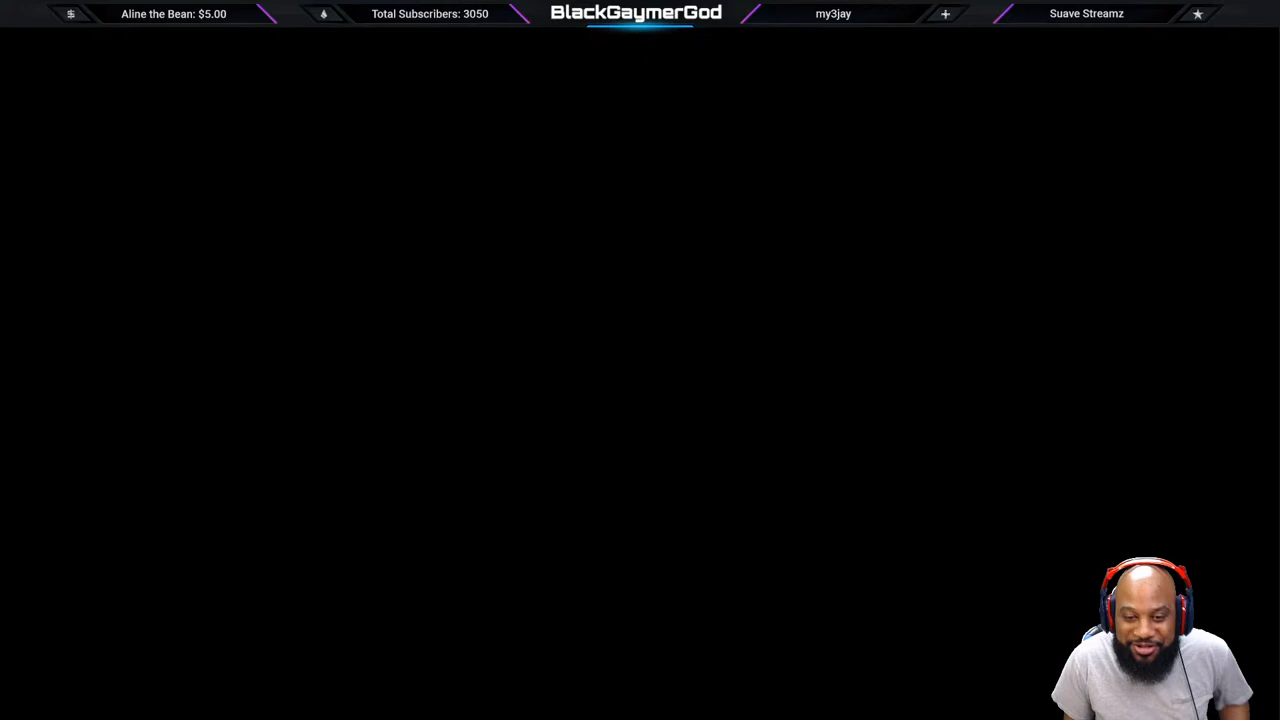 Aline the Bean: $5.00
Total Subscribers: 3050
BlackGaymerGod
my3jay
Suave Streamz